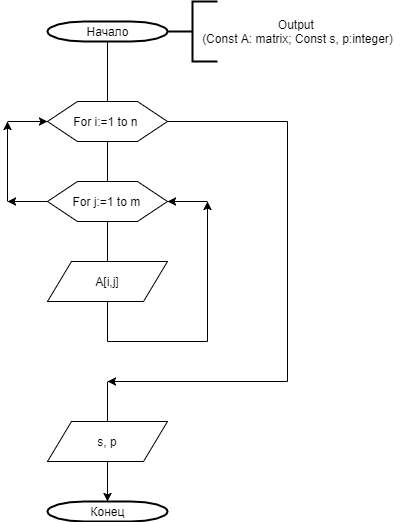 Начало
Output
(Const A: matrix; Const s, p:integer)
For i:=1 to n
For j:=1 to m
A[i,j]
s, p
Конец